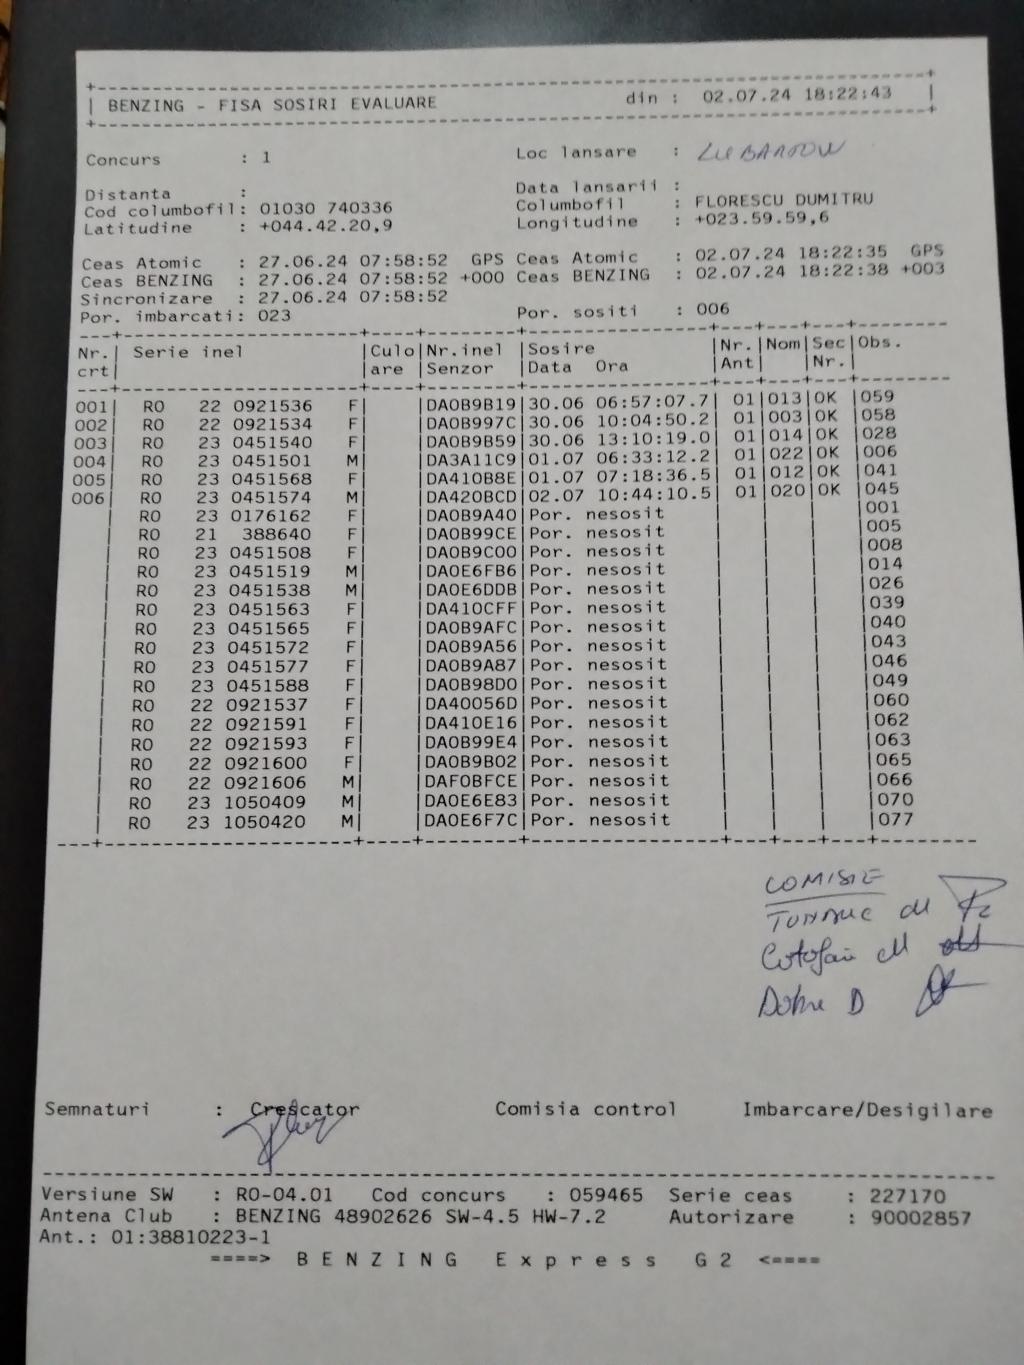 BENZING - FISA SOSIRI EVALUARE din : 02.07.24 18:22:43
Concurs : 1 Loc lansare : LUBARTOW
Distanta : Data lansarii :
Cod columbofil: 01030 740336 Columbofil : FLORESCU DUMITRU
Latitudine : +044.42.20,9 Longitudine : +023.59.59,6
Ceas Atomic : 27.06.24 07:58:52 GPS Ceas Atomic : 02.07.24 18:22:35 GPS
Ceas BENZING : 27.06.24 07:58:52 +000 Ceas BENZING : 02.07.24 18:22:38 +003
Sincronizare : 27.06.24 07:58:52
Por. imbarcati: 023 Por. sositi : 006
Nr.| Serie inel |Culo|Nr.inel |Sosire |Nr.|Nom|Sec|Obs.
crt| |are |Senzor |Data Ora |Ant| |Nr.|
001| RO 22 0921536 F| |DA0B9B19|30.06 06:57:07.7| 01|013|OK |059
002| RO 22 0921534 F| |DA0B997C|30.06 10:04:50.2| 01|003|OK |058
003| RO 23 0451540 F| |DA0B9B59|30.06 13:10:19.0| 01|014|OK |028
004| RO 23 0451501 M| |DA3A11C9|01.07 06:33:12.2| 01|022|OK |006
005| RO 23 0451568 F| |DA410B8E|01.07 07:18:36.5| 01|012|OK |041
006| RO 23 0451574 M| |DA420BCD|02.07 10:44:10.5| 01|020|OK |045
| RO 23 0176162 F| |DA0B9A40|Por. nesosit | | | |001
| RO 21 388640 F| |DA0B99CE|Por. nesosit | | | |005
| RO 23 0451508 F| |DA0B9C00|Por. nesosit | | | |008
| RO 23 0451519 M| |DA0E6FB6|Por. nesosit | | | |014
| RO 23 0451538 M| |DA0E6DDB|Por. nesosit | | | |026
| RO 23 0451563 F| |DA410CFF|Por. nesosit | | | |039
| RO 23 0451565 F| |DA0B9AFC|Por. nesosit | | | |040
| RO 23 0451572 F| |DA0B9A56|Por. nesosit | | | |043
| RO 23 0451577 F| |DA0B9A87|Por. nesosit | | | |046
| RO 23 0451588 F| |DA0B98D0|Por. nesosit | | | |049
| RO 22 0921537 F| |DA40056D|Por. nesosit | | | |060
| RO 22 0921591 F| |DA410E16|Por. nesosit | | | |062
| RO 22 0921593 F| |DA0B99E4|Por. nesosit | | | |063
| RO 22 0921600 F| |DA0B9B02|Por. nesosit | | | |065
| RO 22 0921606 M| |DAF0BFCE|Por. nesosit | | | |066
| RO 23 1050409 M| |DA0E6E83|Por. nesosit | | | |070
| RO 23 1050420 M| |DA0E6F7C|Por. nesosit | | | |077
COMISIE
Dobre D
Semnaturi : Crescator Comisia control Imbarcare/Desigilare
Versiune SW : RO-04.01 Cod concurs : 059465 Serie ceas : 227170
Antena Club : BENZING 48902626 SW-4.5 HW-7.2 Autorizare : 90002857
Ant.: 01:38810223-1
====> B E N Z I N G E x p r e s s G 2 <====